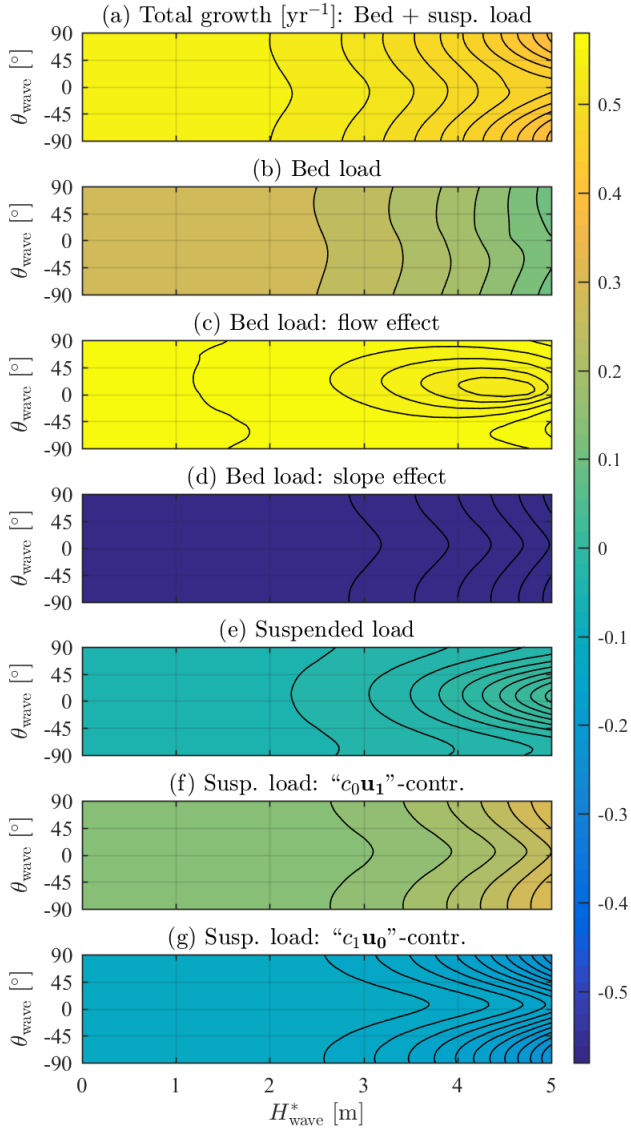 (a) Total growth [yr⁻¹]: Bed + susp. load
90
45
0
-45
-90
θwave [°]
(b) Bed load
90
45
0
-45
-90
θwave [°]
(c) Bed load: flow effect
90
45
0
-45
-90
θwave [°]
(d) Bed load: slope effect
90
45
0
-45
-90
θwave [°]
(e) Suspended load
90
45
0
-45
-90
θwave [°]
(f) Susp. load: “c₀u₁”-contr.
90
45
0
-45
-90
θwave [°]
(g) Susp. load: “c₁u₀”-contr.
90
45
0
-45
-90
θwave [°]
0 1 2 3 4 5
H*wave [m]
0.5
0.4
0.3
0.2
0.1
0
-0.1
-0.2
-0.3
-0.4
-0.5